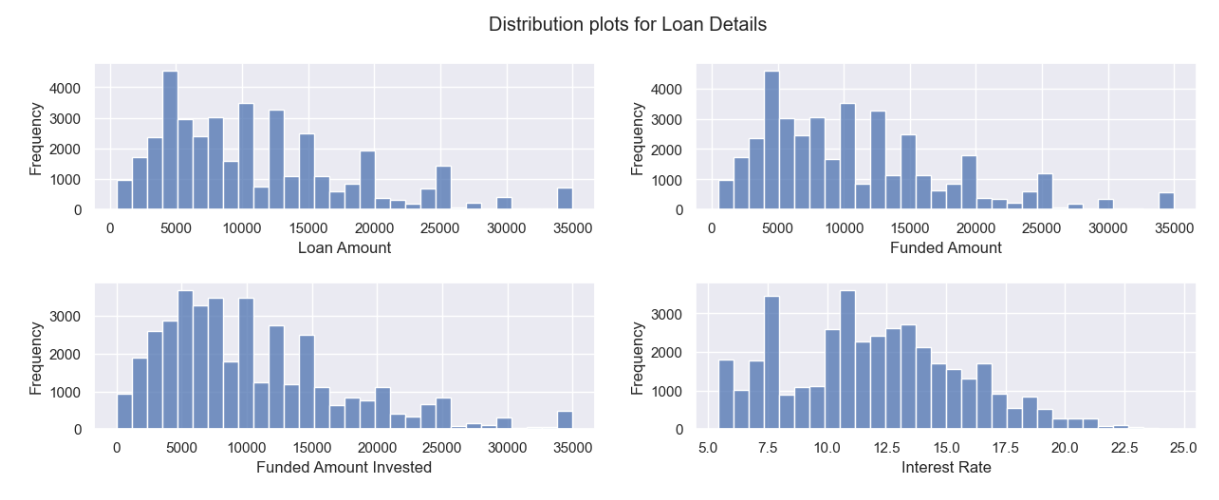 Distribution plots for Loan Details
Frequency
4000
3000
2000
1000
0
0 5000 10000 15000 20000 25000 30000 35000
Loan Amount
Frequency
4000
3000
2000
1000
0
0 5000 10000 15000 20000 25000 30000 35000
Funded Amount
Frequency
3000
2000
1000
0
0 5000 10000 15000 20000 25000 30000 35000
Funded Amount Invested
Frequency
3000
2000
1000
0
5.0 7.5 10.0 12.5 15.0 17.5 20.0 22.5 25.0
Interest Rate